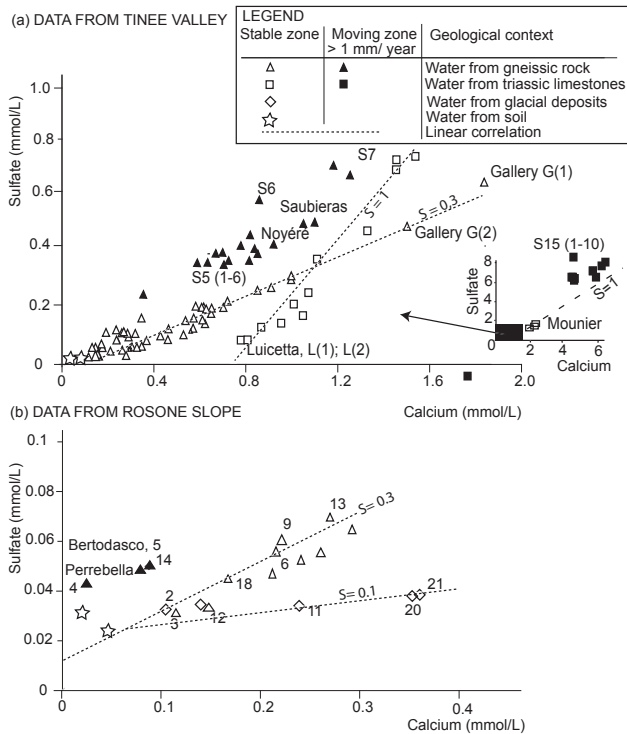 (a) DATA FROM TINEE VALLEY
LEGEND
Stable zone
Moving zone
> 1 mm/ year
Geological context
Water from gneissic rock
Water from triassic limestones
Water from glacial deposits
Water from soil
Linear correlation
Sulfate (mmol/L)
1.0
0.8
0.6
0.4
0.2
0
S7
S6
Saubieras
Noyére
S5 (1-6)
S=1
S=0.3
Gallery G(1)
Gallery G(2)
Luicetta, L(1); L(2)
Sulfate
8
6
4
2
0
S15 (1-10)
S=1
Mounier
2
4
6
Calcium
0
0.4
0.8
1.2
1.6
2.0
Calcium (mmol/L)
(b) DATA FROM ROSONE SLOPE
Sulfate (mmol/L)
0.1
0.08
0.06
0.04
0.02
0
Bertodasco, 5
Perrebella
14
4
2
3
12
18
9
6
13
S=0.3
S=0.1
11
20
21
0
0.1
0.2
0.3
0.4
Calcium (mmol/L)